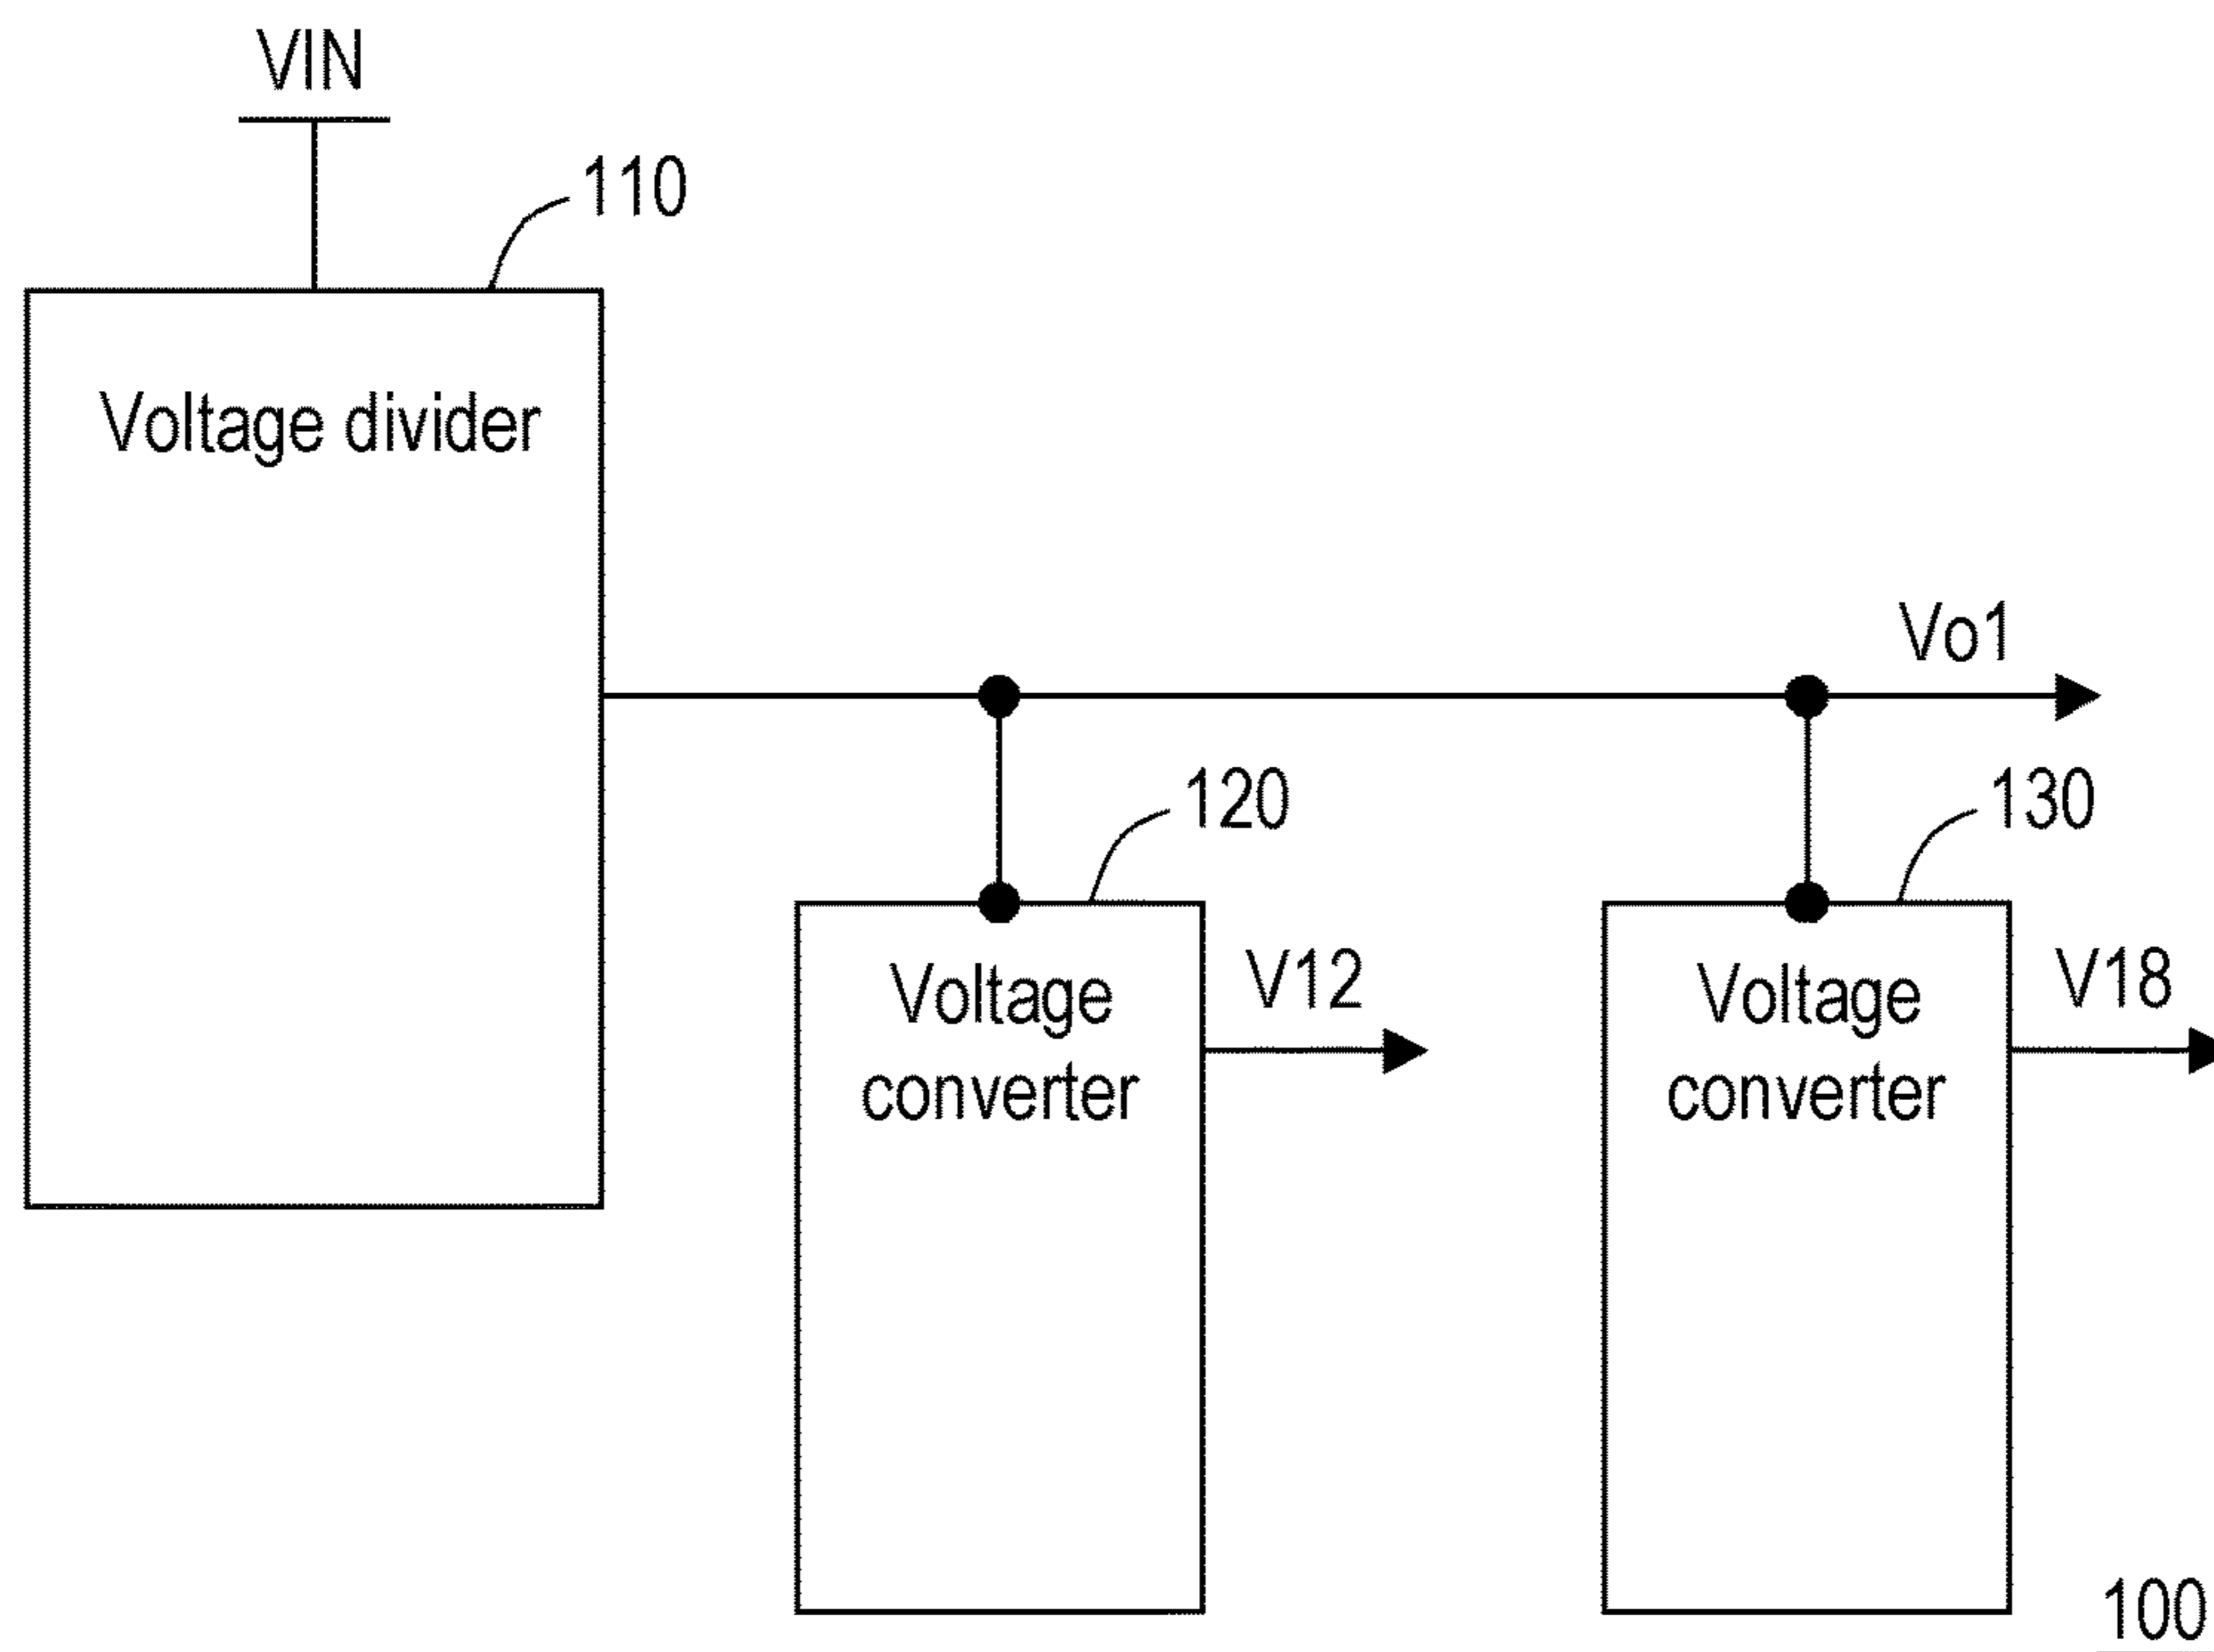 VIN
110
Voltage divider
Vo1
120
130
Voltage
converter
V12
Voltage
converter
V18
100